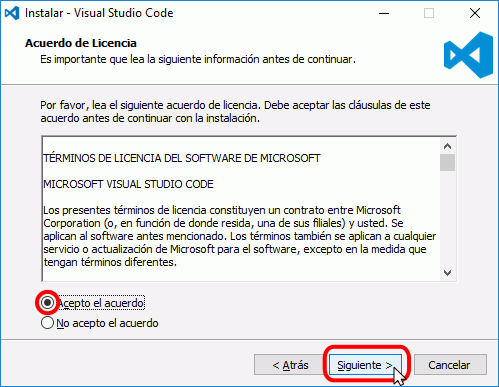 Instalar - Visual Studio Code
Acuerdo de Licencia
Es importante que lea la siguiente información antes de continuar.
Por favor, lea el siguiente acuerdo de licencia. Debe aceptar las cláusulas de este
acuerdo antes de continuar con la instalación.
TÉRMINOS DE LICENCIA DEL SOFTWARE DE MICROSOFT
MICROSOFT VISUAL STUDIO CODE
Los presentes términos de licencia constituyen un contrato entre Microsoft
Corporation (o, en función de donde resida, una de sus filiales) y usted. Se
aplican al software antes mencionado. Los términos también se aplican a cualquier
servicio o actualización de Microsoft para el software, excepto en la medida que
tengan términos diferentes.
Acepto el acuerdo
No acepto el acuerdo
< Atrás
Siguiente >
Cancelar